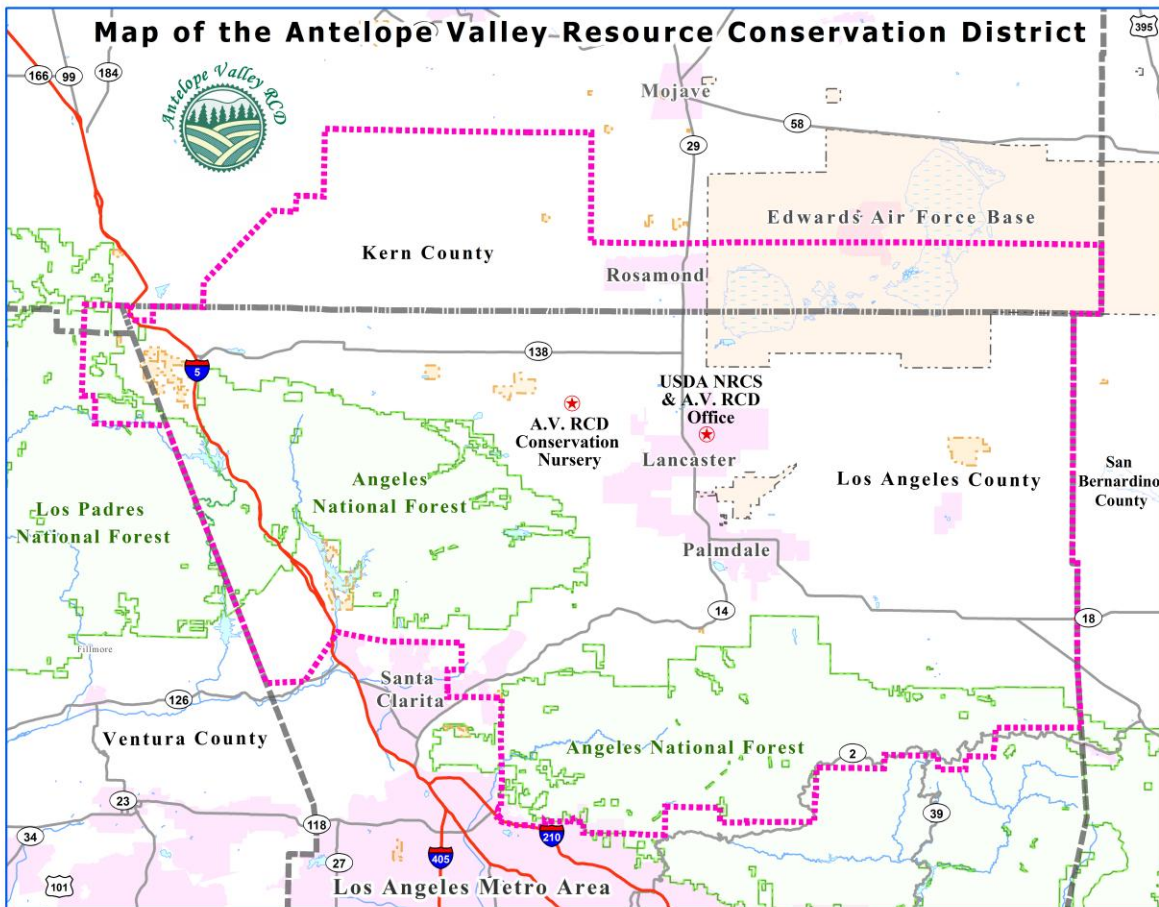 Map of the Antelope Valley Resource Conservation District
395
166
99
184
Antelope Valley RCD
Mojave
58
29
Edwards Air Force Base
Kern County
Rosamond
138
5
USDA NRCS
& A.V. RCD
Office
A.V. RCD
Conservation
Nursery
Lancaster
Los Angeles County
San
Bernardino
County
Angeles
National Forest
Los Padres
National Forest
Palmdale
14
18
Fillmore
Santa
Clarita
126
Ventura County
Angeles National Forest
2
23
39
34
118
27
405
210
101
Los Angeles Metro Area